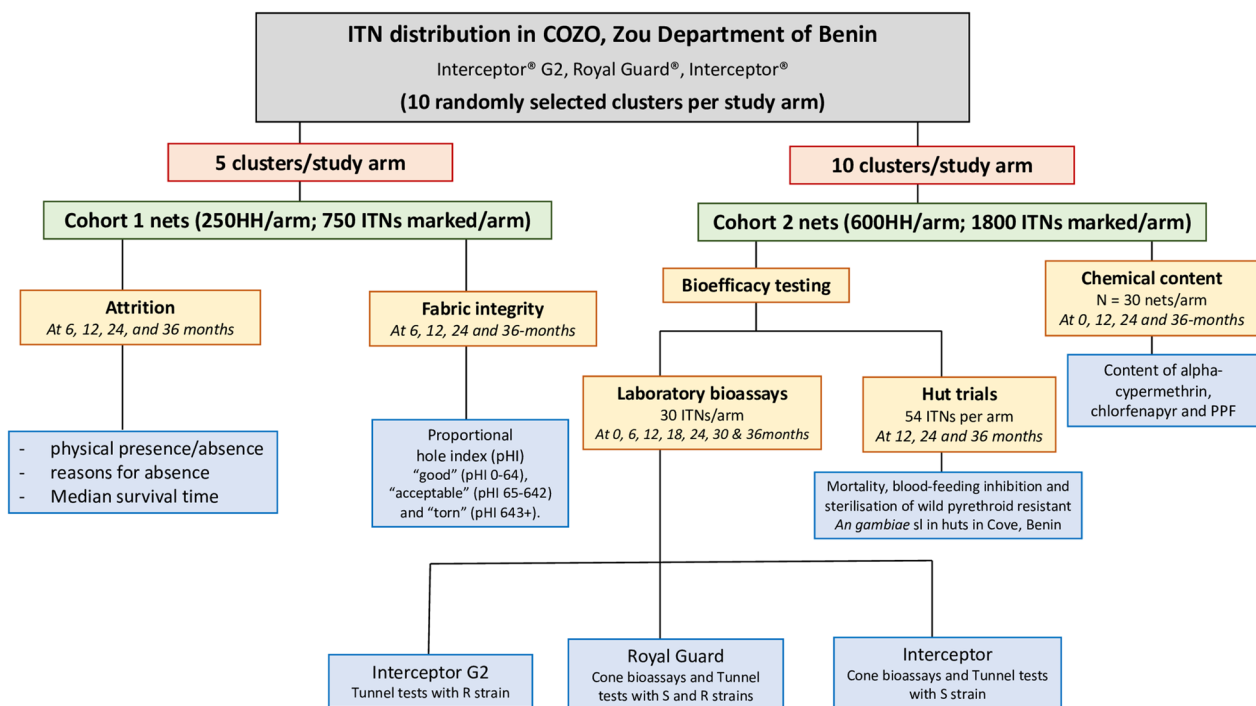 ITN distribution in COZO, Zou Department of Benin
Interceptor® G2, Royal Guard®, Interceptor®
(10 randomly selected clusters per study arm)
5 clusters/study arm
10 clusters/study arm
Cohort 1 nets (250HH/arm; 750 ITNs marked/arm)
Cohort 2 nets (600HH/arm; 1800 ITNs marked/arm)
Attrition
At 6, 12, 24, and 36 months
Fabric integrity
At 6, 12, 24 and 36-months
Bioefficacy testing
Chemical content
N = 30 nets/arm
At 0, 12, 24 and 36-months
- physical presence/absence
- reasons for absence
- Median survival time
Proportional
hole index (pHI)
“good” (pHI 0-64),
“acceptable” (pHI 65-642)
and “torn” (pHI 643+).
Laboratory bioassays
30 ITNs/arm
At 0, 6, 12, 18, 24, 30 & 36months
Hut trials
54 ITNs per arm
At 12, 24 and 36 months
Content of alpha-
cypermethrin,
chlorfenapyr and PPF
Mortality, blood-feeding inhibition and
sterilisation of wild pyrethroid resistant
An gambiae sl in huts in Cove, Benin
Interceptor G2
Tunnel tests with R strain
Royal Guard
Cone bioassays and Tunnel
tests with S and R strains
Interceptor
Cone bioassays and Tunnel tests
with S strain